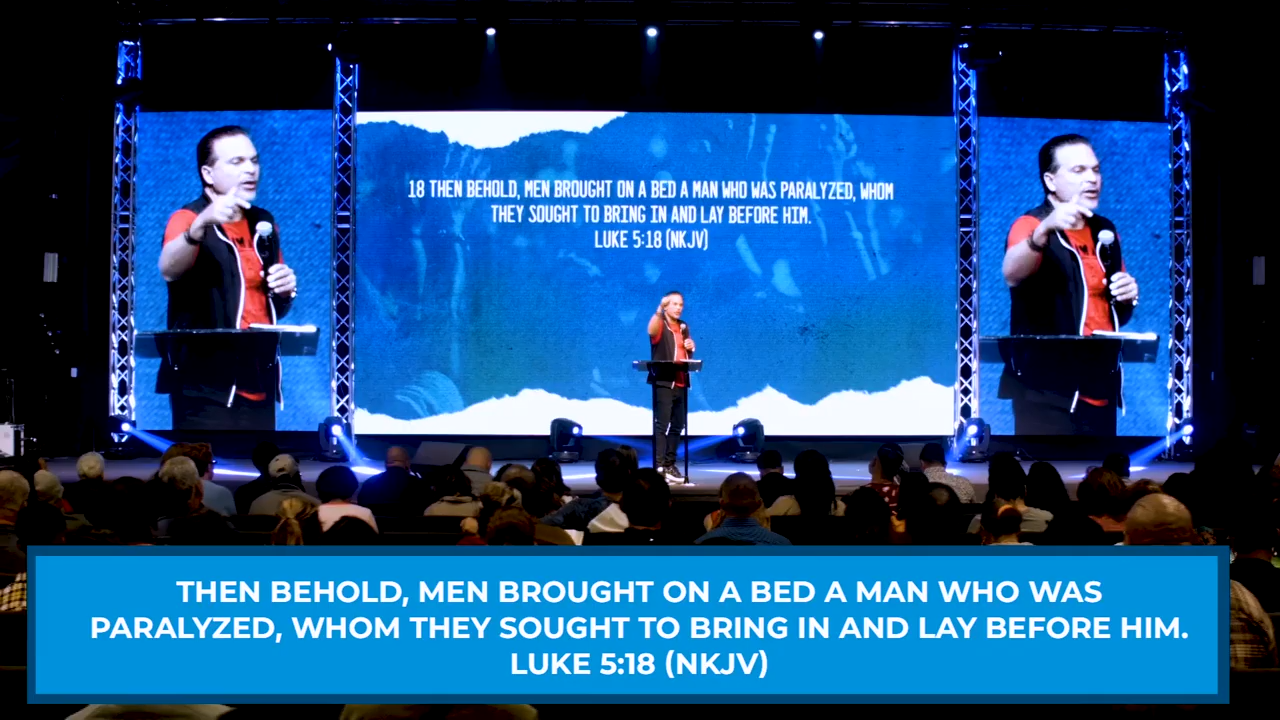 18 THEN BEHOLD, MEN BROUGHT ON A BED A MAN WHO WAS PARALYZED, WHOM
THEY SOUGHT TO BRING IN AND LAY BEFORE HIM.
LUKE 5:18 (NKJV)
THEN BEHOLD, MEN BROUGHT ON A BED A MAN WHO WAS
PARALYZED, WHOM THEY SOUGHT TO BRING IN AND LAY BEFORE HIM.
LUKE 5:18 (NKJV)